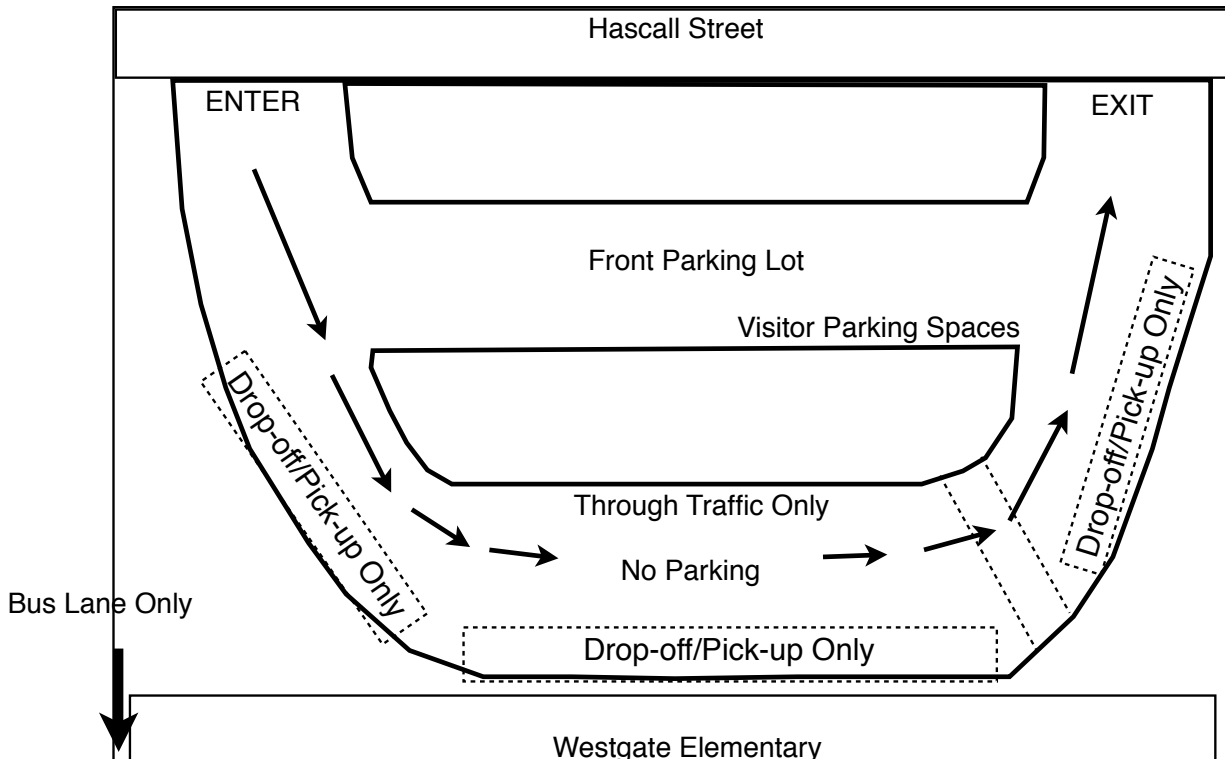 Hascall Street
ENTER
EXIT
Front Parking Lot
Visitor Parking Spaces
Drop-off/Pick-up Only
Drop-off/Pick-up Only
Through Traffic Only
No Parking
Bus Lane Only
Drop-off/Pick-up Only
Westgate Elementary